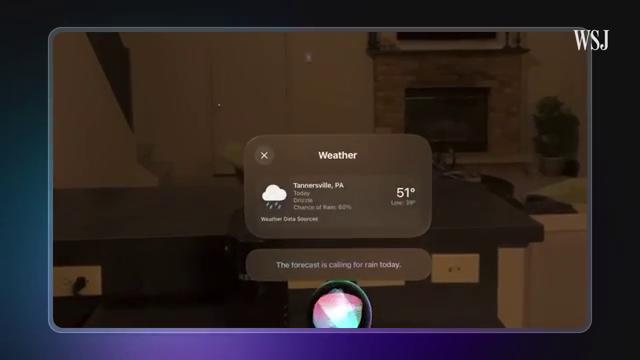 WSJ
Weather
Tannersville, PA
Today
Drizzle
Chance of Rain: 60%
51°
Low: 39°
Weather Data Sources
The forecast is calling for rain today.